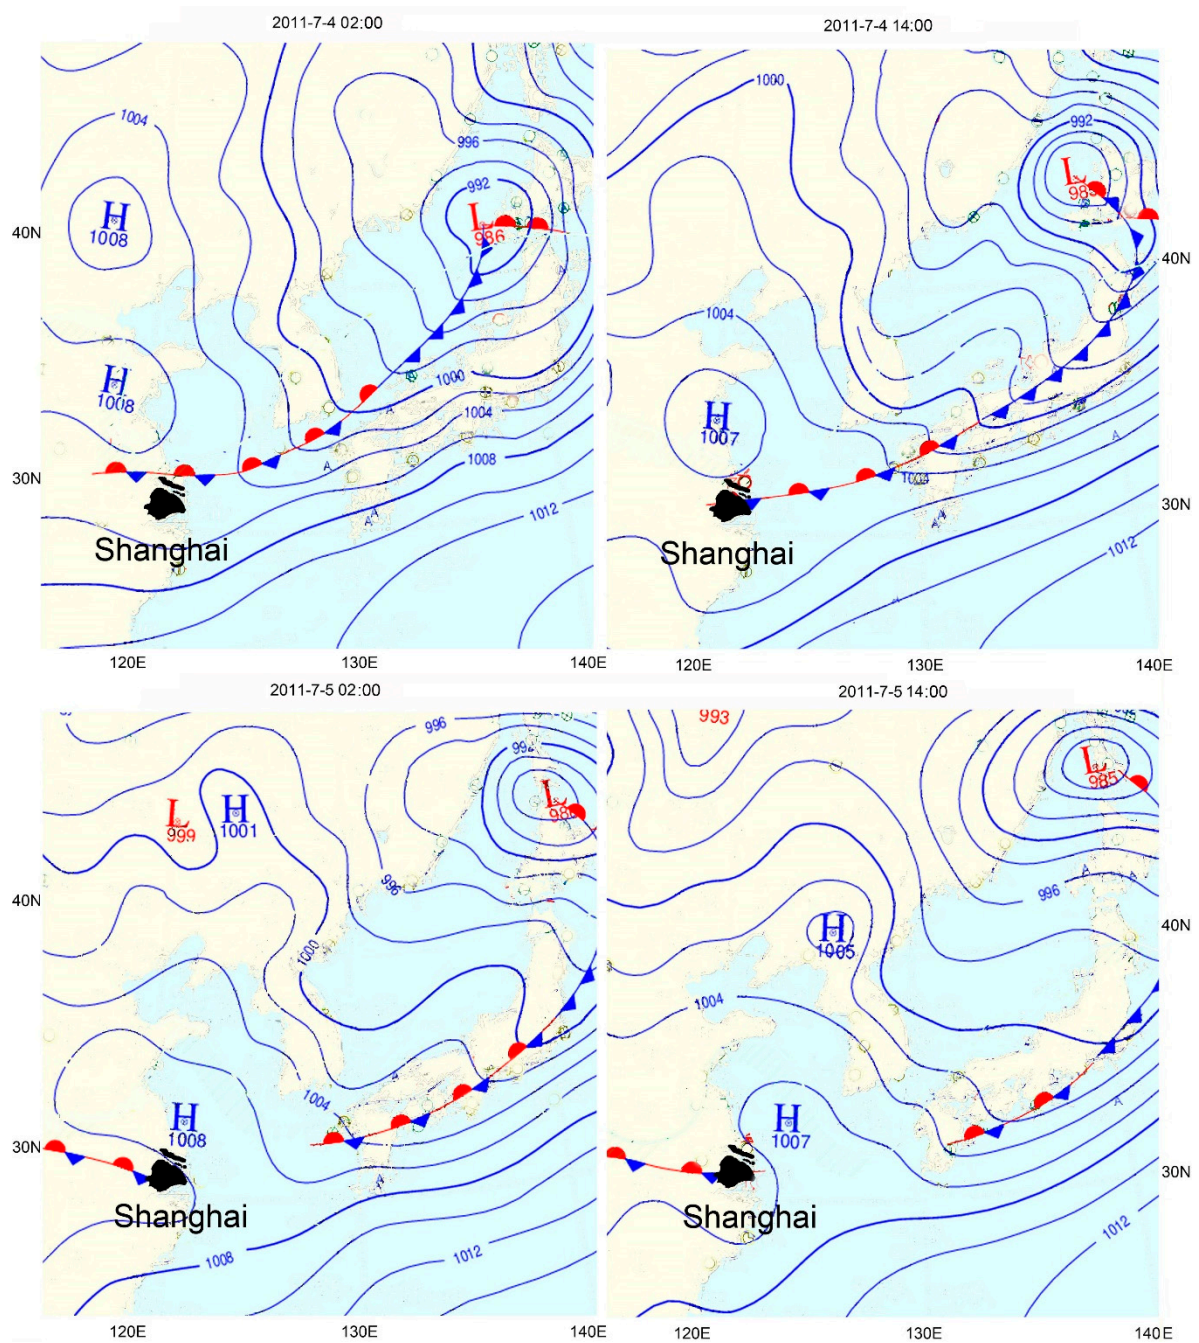 2011-7-4 02:00
1004
996
992
H
1008
L
986
40N
H
1008
1000
1004
1008
30N
1012
Shanghai
120E
130E
140E
2011-7-4 14:00
1000
992
L
40N
1004
H
1007
1004
30N
1012
Shanghai
120E
130E
140E
2011-7-5 02:00
996
L
999
H
1001
L
996
40N
1000
1004
H
1008
30N
Shanghai
1008
1012
120E
130E
140E
2011-7-5 14:00
993
L
985
996
H
1005
40N
1004
H
1007
30N
Shanghai
1012
120E
130E
140E